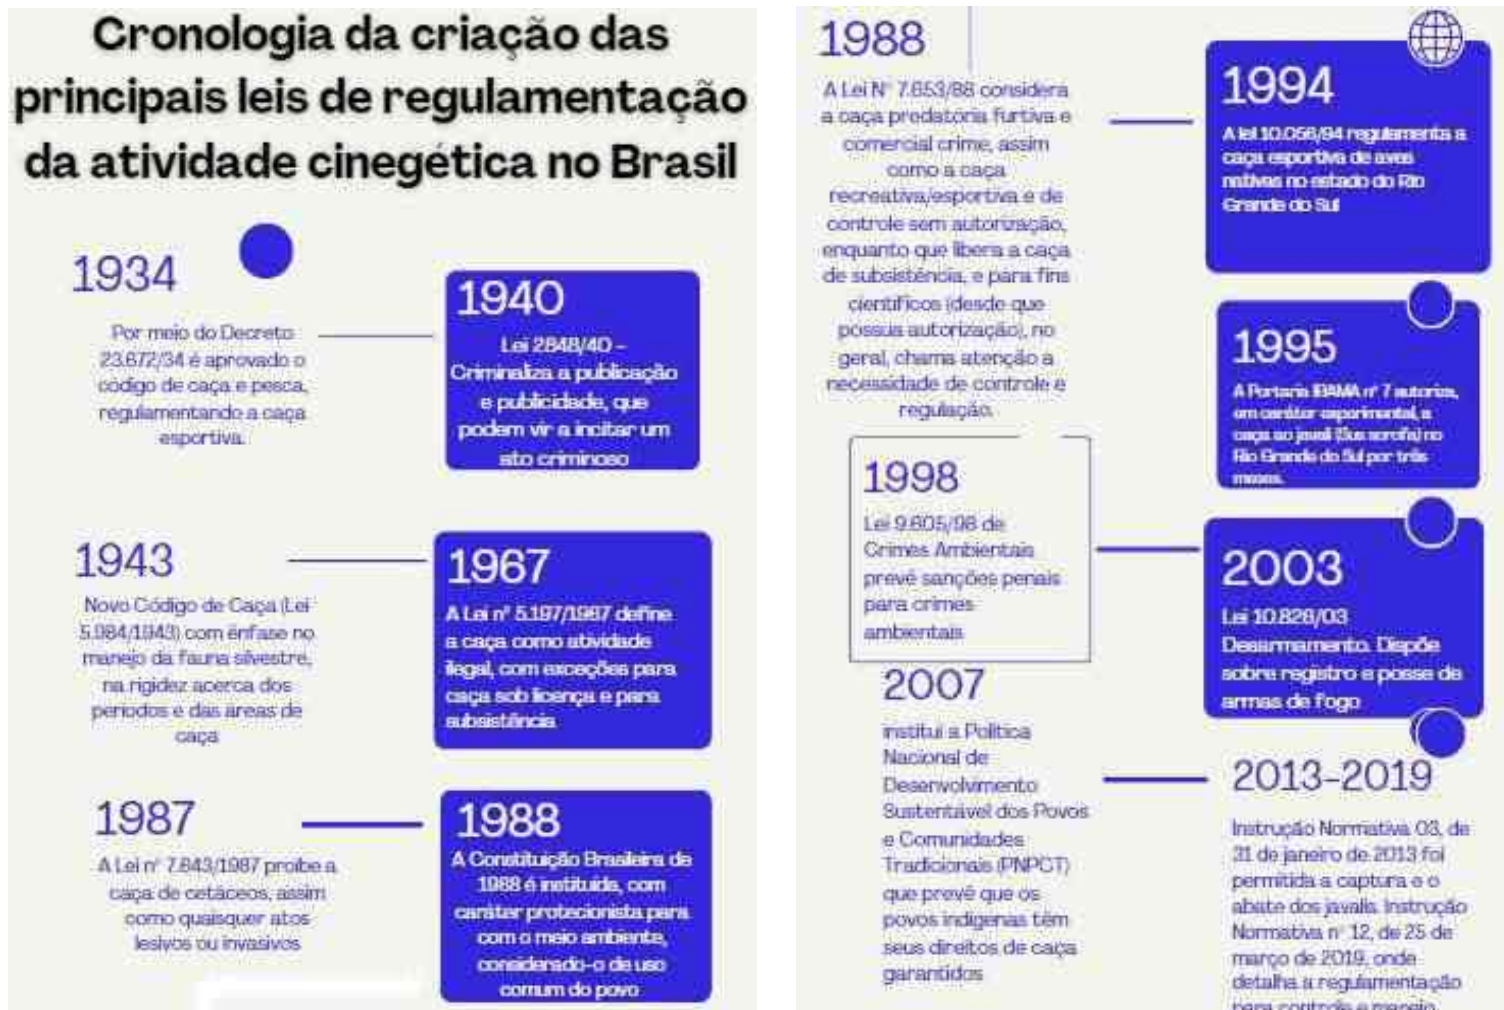 Cronologia da criação das
principais leis de regulamentação
da atividade cinegética no Brasil
1934
Por meio do Decreto
23.672/34 é aprovado o
código de caça e pesca,
regulamentando a caça
esportiva.
1940
Lei 2848/40 –
Criminaliza a publicação
e publicidade, que
podem vir a incitar um
ato criminoso
1943
Novo Código de Caça (Lei
5.984/1943) com ênfase no
manejo da fauna silvestre,
na rigidez acerca dos
períodos e das áreas de
caça
1967
A Lei nº 5.197/1967 define
a caça como atividade
ilegal, com exceções para
caça sob licença e para
subsistência
1987
A Lei nº 7.643/1987 proíbe a
caça de cetáceos, assim
como quaisquer atos
lesivos ou invasivos
1988
A Constituição Brasileira de
1988 é instituída, com
caráter protecionista para
com o meio ambiente,
considerado-o de uso
comum do povo
1988
A Lei Nº 7.653/88 considera
a caça predatória furtiva e
comercial crime, assim
como a caça
recreativa/esportiva e de
controle sem autorização,
enquanto que libera a caça
de subsistência, e para fins
científicos (desde que
possua autorização), no
geral, chama atenção a
necessidade de controle e
regulação.
1994
A lei 10.056/94 regulamenta a
caça esportiva de aves
nativas no estado do Rio
Grande do Sul
1995
A Portaria IBAMA nº 7 autoriza,
em caráter experimental, a
caça ao javali (Sus scrofa) no
Rio Grande do Sul por três
meses.
1998
Lei 9.605/98 de
Crimes Ambientais
prevê sanções penais
para crimes
ambientais
2003
Lei 10.826/03
Desarmamento. Dispõe
sobre registro e posse de
armas de fogo
2007
institui a Política
Nacional de
Desenvolvimento
Sustentável dos Povos
e Comunidades
Tradicionais (PNPCT)
que prevê que os
povos indígenas têm
seus direitos de caça
garantidos
2013-2019
Instrução Normativa 03, de
31 de janeiro de 2013 foi
permitida a captura e o
abate dos javalis. Instrução
Normativa nº 12, de 25 de
março de 2019, onde
detalha a regulamentação
para controle e manejo